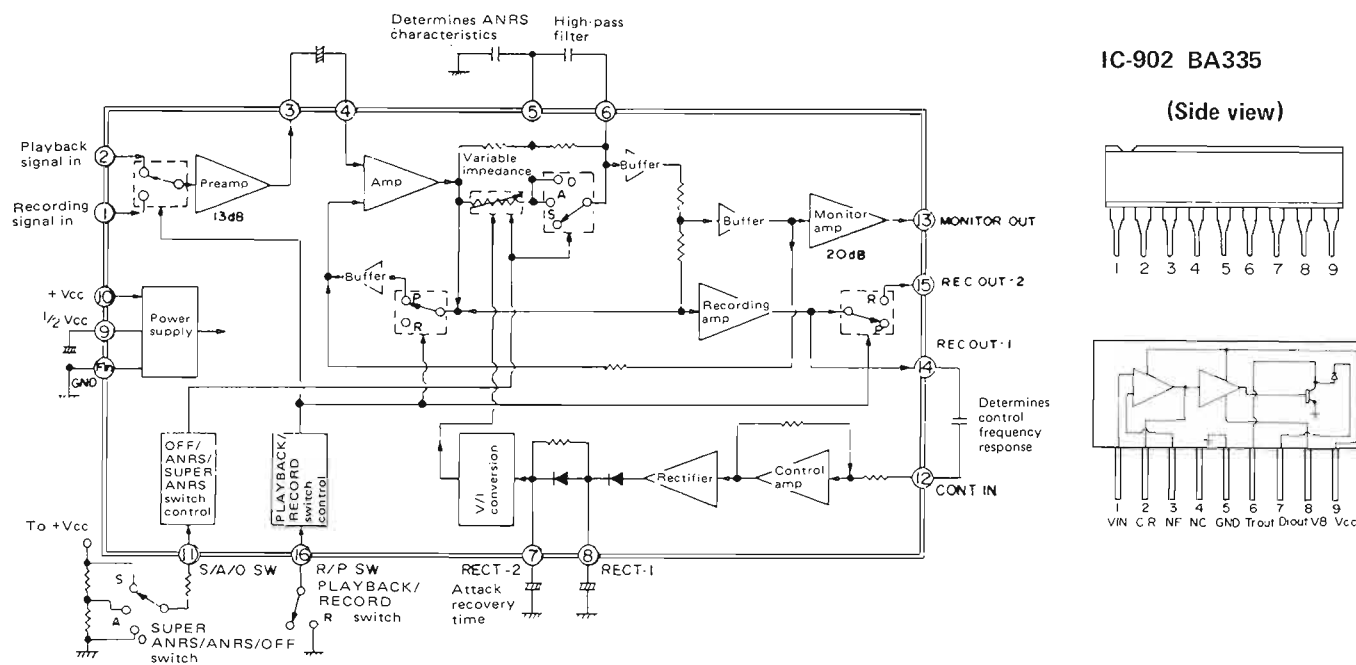 Determines ANRS
characteristics
High-pass
filter
3
4
5
6
Playback
signal in
2
Preamp
13dB
Amp
Variable
impedance
O
A
S
Buffer
Recording
signal in
1
Buffer
Monitor
amp
20dB
13
MONITOR OUT
+Vcc
10
1/2 Vcc
9
Power
supply
Fin
GND
Buffer
P
R
Recording
amp
R
P
15
REC OUT-2
REC OUT-1
14
Determines
control
frequency
response
OFF/
ANRS/
SUPER
ANRS
switch
control
PLAYBACK/
RECORD
switch
control
V/I
conversion
Rectifier
Control
amp
12
CONT IN
To +Vcc
11
S/A/O SW
16
R/P SW
7
RECT-2
8
RECT-1
S
A
O
SUPER
ANRS/ANRS/OFF
switch
PLAYBACK/
RECORD
switch
R
Attack
recovery
time
IC-902 BA335
(Side view)
1 2 3 4 5 6 7 8 9
1 2 3 4 5 6 7 8 9
VIN CR NF NC GND Trout Diout VB Vcc